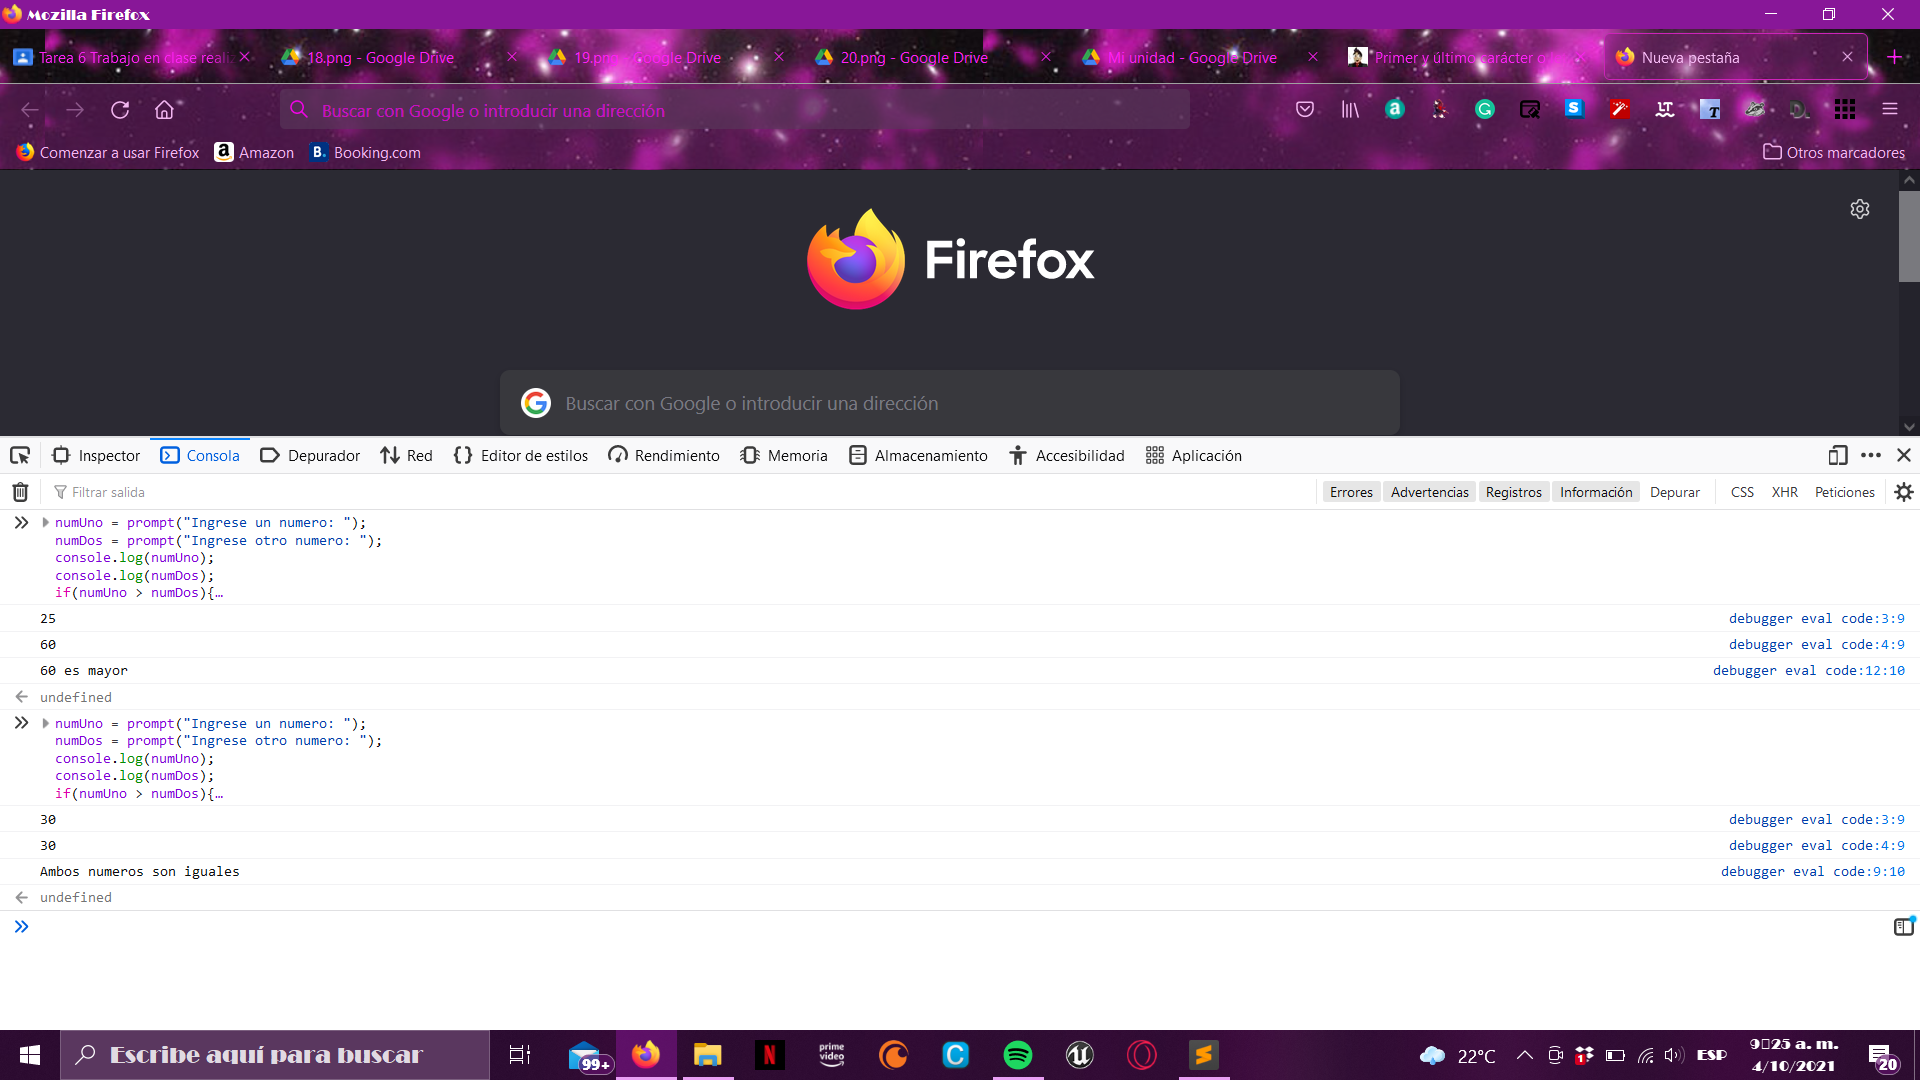 Mozilla Firefox
Tarea 6 Trabajo en clase reali
18.png - Google Drive
19.png - Google Drive
20.png - Google Drive
Mi unidad - Google Drive
Primer y último carácter
Nueva pestaña
Buscar con Google o introducir una dirección
Comenzar a usar Firefox
Amazon
Booking.com
Otros marcadores
Firefox
Buscar con Google o introducir una dirección
Inspector
Consola
Depurador
Red
Editor de estilos
Rendimiento
Memoria
Almacenamiento
Accesibilidad
Aplicación
Filtrar salida
Errores
Advertencias
Registros
Información
Depurar
CSS
XHR
Peticiones
numUno = prompt("Ingrese un numero: ");
numDos = prompt("Ingrese otro numero: ");
console.log(numUno);
console.log(numDos);
if(numUno > numDos){…
25 debugger eval code:3:9
60 debugger eval code:4:9
60 es mayor debugger eval code:12:10
undefined
numUno = prompt("Ingrese un numero: ");
numDos = prompt("Ingrese otro numero: ");
console.log(numUno);
console.log(numDos);
if(numUno > numDos){…
30 debugger eval code:3:9
30 debugger eval code:4:9
Ambos numeros son iguales debugger eval code:9:10
undefined
Escribe aquí para buscar
99+
prime video
22°C
ESP
9:25 a. m.
4/10/2021
20